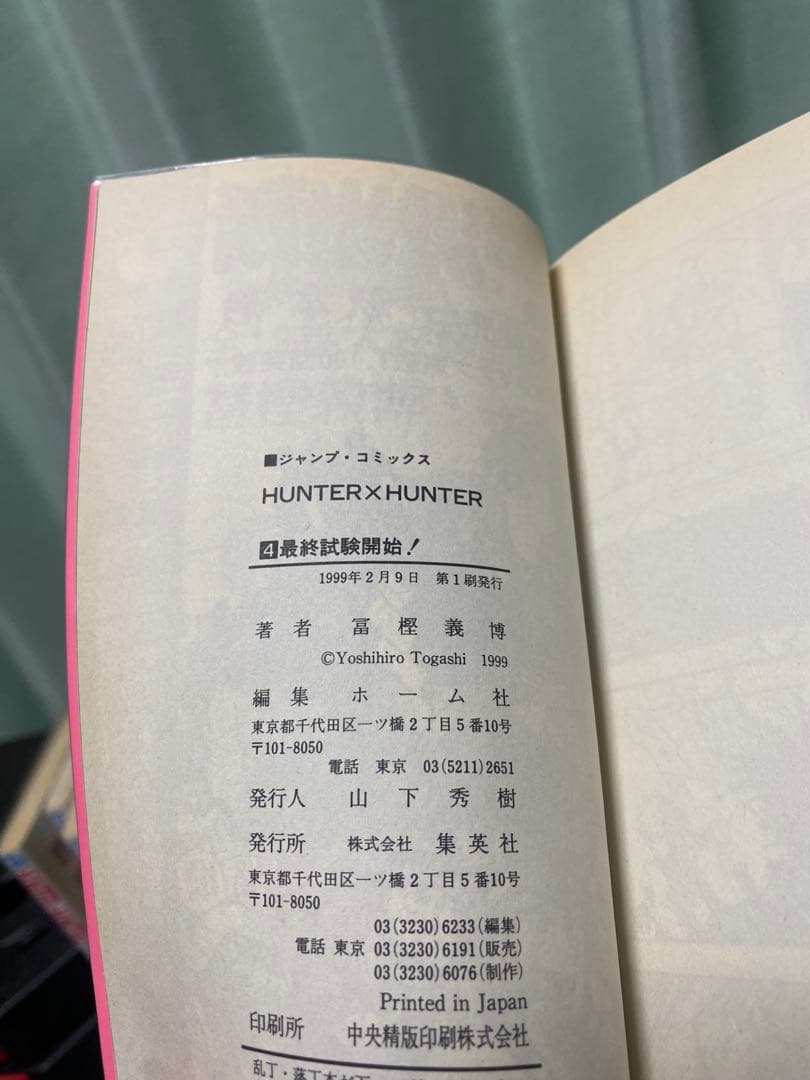 ■ジャンプ・コミックス
HUNTER×HUNTER
4最終試験開始!
1999年2月9日 第1刷発行
著者 冨樫義博
©Yoshihiro Togashi 1999
編集 ホーム社
東京都千代田区一ツ橋2丁目5番10号
〒101-8050
電話 東京 03(5211)2651
発行人 山下秀樹
発行所 株式会社 集英社
東京都千代田区一ツ橋2丁目5番10号
〒101-8050
03(3230)6233(編集)
電話 東京 03(3230)6191(販売)
03(3230)6076(制作)
Printed in Japan
印刷所 中央精版印刷株式会社
乱丁・落丁本